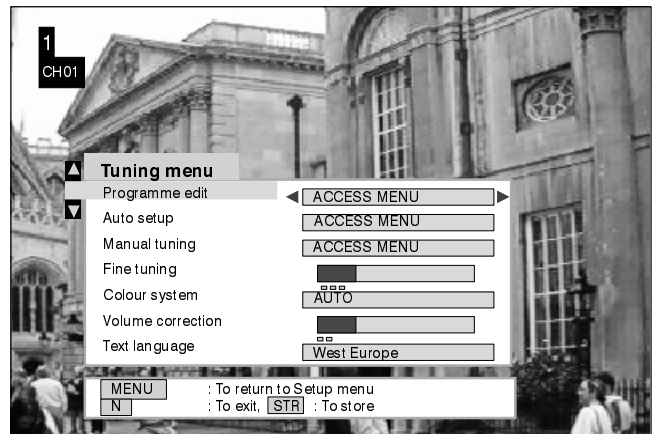 1
CH01
Tuning menu
Programme edit ACCESS MENU
Auto setup ACCESS MENU
Manual tuning ACCESS MENU
Fine tuning
Colour system AUTO
Volume correction
Text language West Europe
MENU : To return to Setup menu
N : To exit, STR : To store